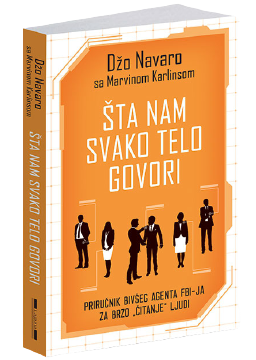 Džo Navaro
sa Marvinom Karlinsom
ŠTA NAM
SVAKO TELO
GOVORI
PRIRUČNIK BIVŠEG AGENTA FBI-JA
ZA BRZO „ČITANJE“ LJUDI
Džo Navaro
sa Marvinom Karlinsom
ŠTA NAM SVAKO TELO GOVORI